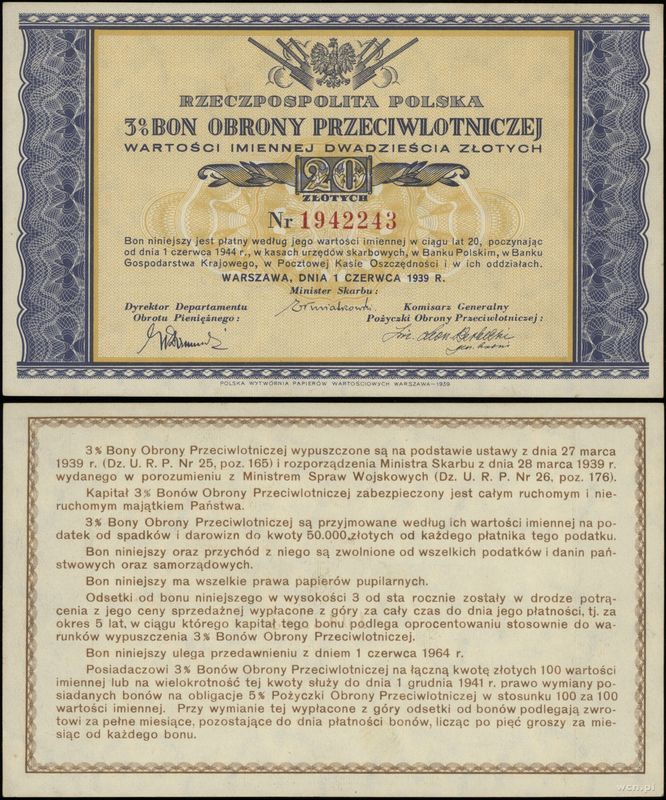 RZECZPOSPOLITA POLSKA
3% BON OBRONY PRZECIWLOTNICZEJ
WARTOŚCI IMIENNEJ DWADZIEŚCIA ZŁOTYCH
20
ZŁOTYCH
Nr 1942243
Bon niniejszy jest płatny według jego wartości imiennej w ciągu lat 20, poczynając
od dnia 1 czerwca 1944 r., w kasach urzędów skarbowych, w Banku Polskim, w Banku
Gospodarstwa Krajowego, w Pocztowej Kasie Oszczędności i w ich oddziałach.
WARSZAWA, DNIA 1 CZERWCA 1939 R.
Minister Skarbu:
Dyrektor Departamentu
Obrotu Pieniężnego:
Komisarz Generalny
Pożyczki Obrony Przeciwlotniczej:
POLSKA WYTWÓRNIA PAPIERÓW WARTOŚCIOWYCH WARSZAWA–1939
3% Bony Obrony Przeciwlotniczej wypuszczone są na podstawie ustawy z dnia 27 marca
1939 r. (Dz. U. R. P. Nr 25, poz. 165) i rozporządzenia Ministra Skarbu z dnia 28 marca 1939 r.
wydanego w porozumieniu z Ministrem Spraw Wojskowych (Dz. U. R. P. Nr 26, poz. 176).
Kapitał 3% Bonów Obrony Przeciwlotniczej zabezpieczony jest całym ruchomym i nie-
ruchomym majątkiem Państwa.
3% Bony Obrony Przeciwlotniczej są przyjmowane według ich wartości imiennej na po-
datek od spadków i darowizn do kwoty 50.000 złotych od każdego płatnika tego podatku.
Bon niniejszy oraz przychód z niego są zwolnione od wszelkich podatków i danin pań-
stwowych oraz samorządowych.
Bon niniejszy ma wszelkie prawa papierów pupilarnych.
Odsetki od bonu niniejszego w wysokości 3 od sta rocznie zostały w drodze potrą-
cenia z jego ceny sprzedażnej wypłacone z góry za cały czas do dnia jego płatności, tj. za
okres 5 lat, w ciągu którego kapitał tego bonu podlega oprocentowaniu stosownie do wa-
runków wypuszczenia 3% Bonów Obrony Przeciwlotniczej.
Bon niniejszy ulega przedawnieniu z dniem 1 czerwca 1964 r.
Posiadaczowi 3% Bonów Obrony Przeciwlotniczej na łączną kwotę złotych 100 wartości
imiennej lub na wielokrotność tej kwoty służy do dnia 1 grudnia 1941 r. prawo wymiany po-
siadanych bonów na obligacje 5% Pożyczki Obrony Przeciwlotniczej w stosunku 100 za 100
wartości imiennej. Przy wymianie tej wypłacone z góry odsetki od bonów podlegają zwro-
towi za pełne miesiące, pozostające do dnia płatności bonów, licząc po pięć groszy za mie-
siąc od każdego bonu.
wcn.pl